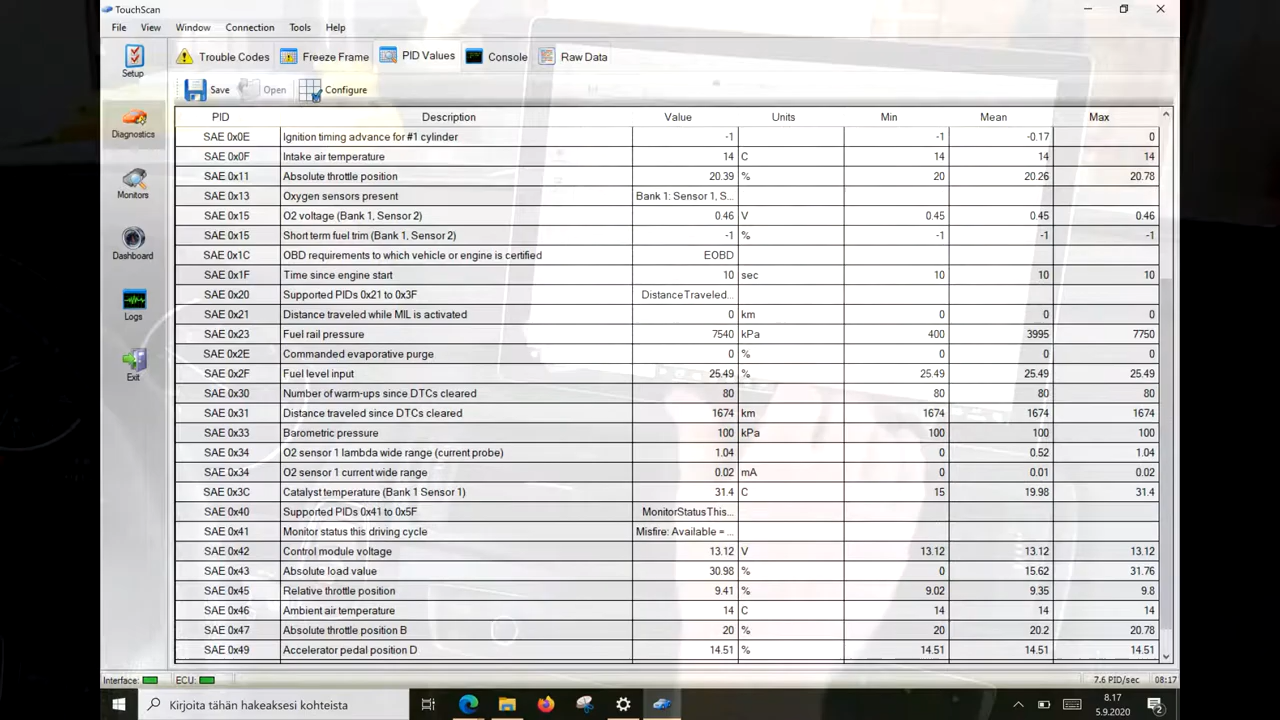 TouchScan
File View Window Connection Tools Help
Setup
Diagnostics
Monitors
Dashboard
Logs
Exit
Trouble Codes Freeze Frame PID Values Console Raw Data
Save Open Configure
PID Description Value Units Min Mean Max
SAE 0x0E Ignition timing advance for #1 cylinder -1 -1 -0.17 0
SAE 0x0F Intake air temperature 14 C 14 14 14
SAE 0x11 Absolute throttle position 20.39 % 20 20.26 20.78
SAE 0x13 Oxygen sensors present Bank 1: Sensor 1, S...
SAE 0x15 O2 voltage (Bank 1, Sensor 2) 0.46 V 0.45 0.45 0.46
SAE 0x15 Short term fuel trim (Bank 1, Sensor 2) -1 % -1 -1 -1
SAE 0x1C OBD requirements to which vehicle or engine is certified EOBD
SAE 0x1F Time since engine start 10 sec 10 10 10
SAE 0x20 Supported PIDs 0x21 to 0x3F DistanceTraveled...
SAE 0x21 Distance traveled while MIL is activated 0 km 0 0 0
SAE 0x23 Fuel rail pressure 7540 kPa 400 3995 7750
SAE 0x2E Commanded evaporative purge 0 % 0 0 0
SAE 0x2F Fuel level input 25.49 % 25.49 25.49 25.49
SAE 0x30 Number of warm-ups since DTCs cleared 80 80 80 80
SAE 0x31 Distance traveled since DTCs cleared 1674 km 1674 1674 1674
SAE 0x33 Barometric pressure 100 kPa 100 100 100
SAE 0x34 O2 sensor 1 lambda wide range (current probe) 1.04 0 0.52 1.04
SAE 0x34 O2 sensor 1 current wide range 0.02 mA 0 0.01 0.02
SAE 0x3C Catalyst temperature (Bank 1 Sensor 1) 31.4 C 15 19.98 31.4
SAE 0x40 Supported PIDs 0x41 to 0x5F MonitorStatusThis...
SAE 0x41 Monitor status this driving cycle Misfire: Available = ...
SAE 0x42 Control module voltage 13.12 V 13.12 13.12 13.12
SAE 0x43 Absolute load value 30.98 % 0 15.62 31.76
SAE 0x45 Relative throttle position 9.41 % 9.02 9.35 9.8
SAE 0x46 Ambient air temperature 14 C 14 14 14
SAE 0x47 Absolute throttle position B 20 % 20 20.2 20.78
SAE 0x49 Accelerator pedal position D 14.51 % 14.51 14.51 14.51
Interface: ECU: 7.6 PID/sec 08:17
Kirjoita tähän hakeaksesi kohteista
8.17
5.9.2020
2